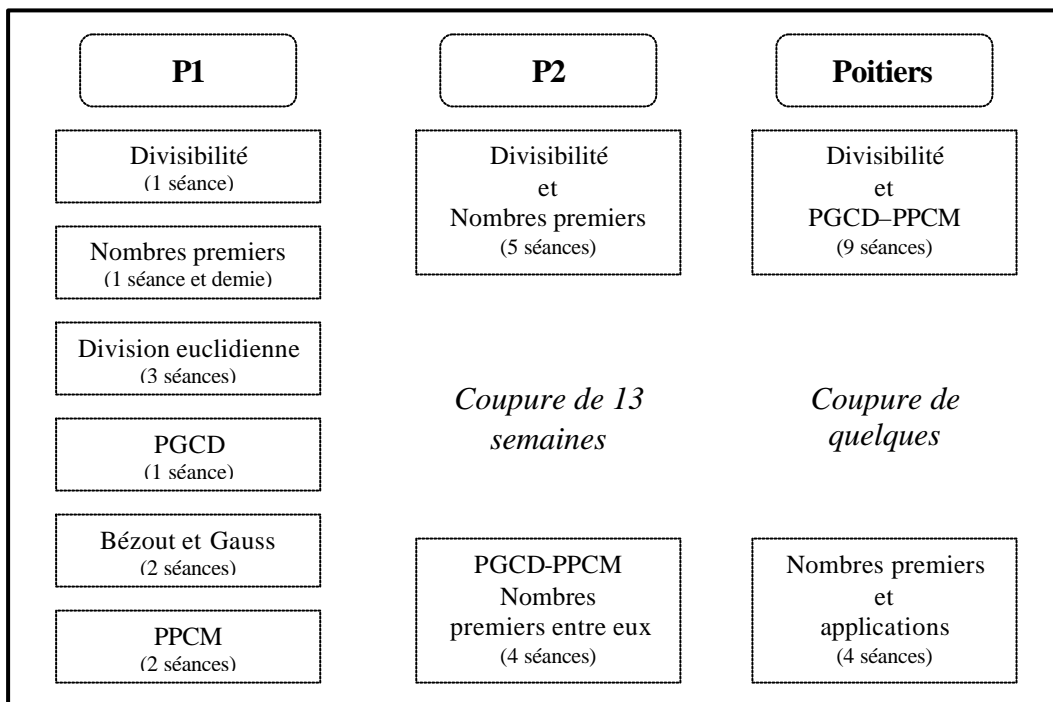 P1
Divisibilité
(1 séance)
Nombres premiers
(1 séance et demie)
Division euclidienne
(3 séances)
PGCD
(1 séance)
Bézout et Gauss
(2 séances)
PPCM
(2 séances)
P2
Divisibilité
et
Nombres premiers
(5 séances)
Coupure de 13
semaines
PGCD-PPCM
Nombres
premiers entre eux
(4 séances)
Poitiers
Divisibilité
et
PGCD–PPCM
(9 séances)
Coupure de
quelques
Nombres premiers
et
applications
(4 séances)